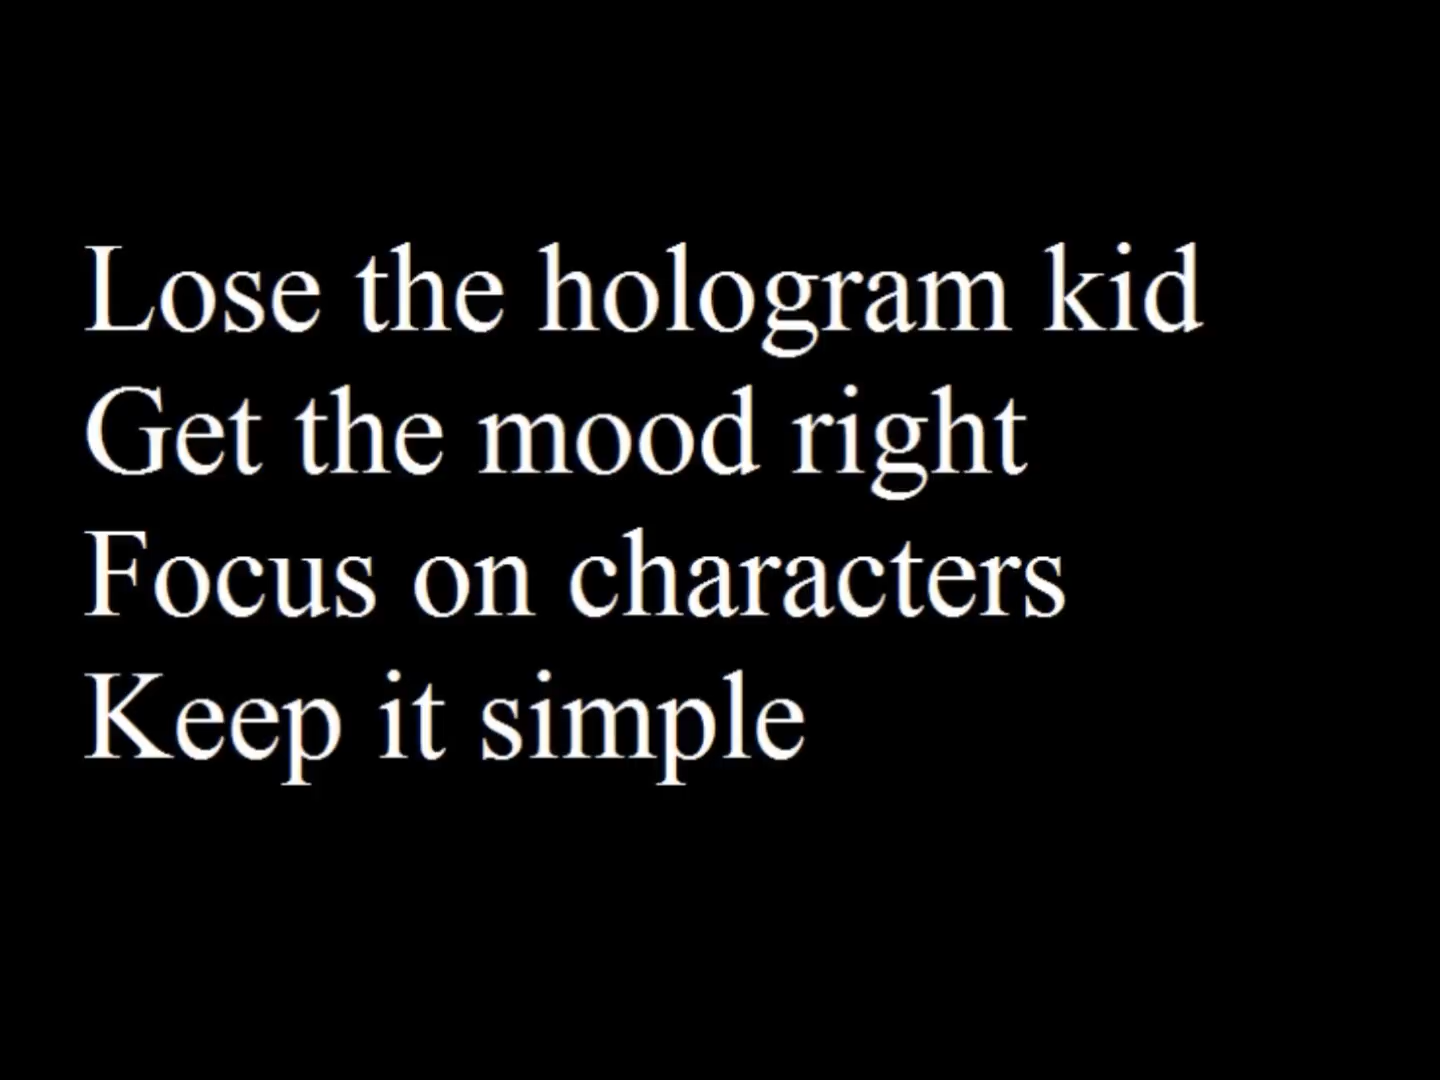 Lose the hologram kid
Get the mood right
Focus on characters
Keep it simple